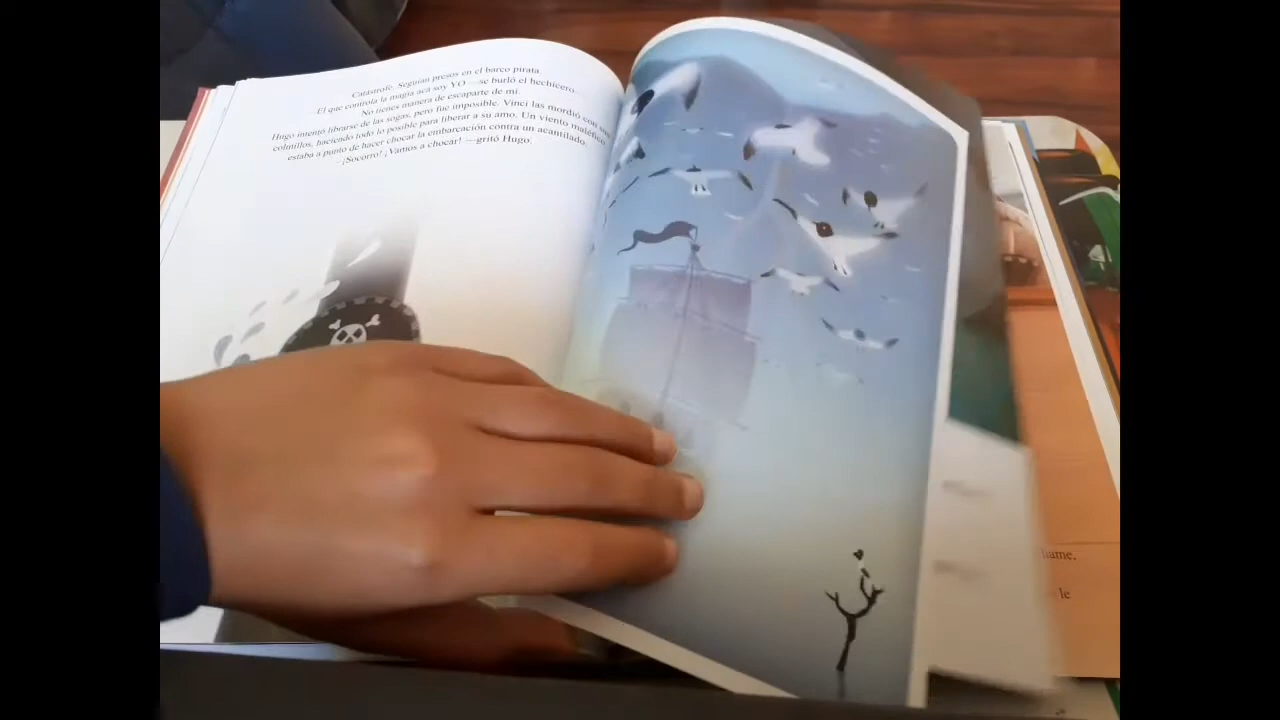 Catástrofe. Seguían presos en el barco pirata.
El que controla la magia acá soy YO —se burló el hechicero—.
No tienes manera de escaparte de mí.
Hugo intentó librarse de las sogas, pero fue imposible. Vinci las mordió con
colmillos, haciendo todo lo posible para liberar a su amo. Un viento maléfico
estaba a punto de hacer chocar la embarcación contra un acantilado.
–¡Socorro! ¡Vamos a chocar! —gritó Hugo.
le